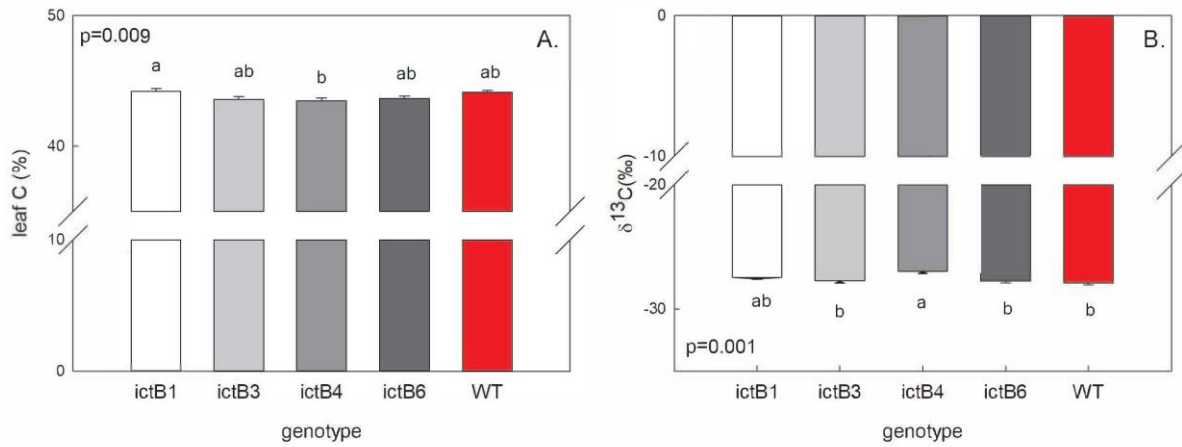 50
p=0.009
A.
a
ab
b
ab
ab
40
leaf C (%)
10
0
ictB1
ictB3
ictB4
ictB6
WT
genotype
0
B.
-10
-20
δ13C(‰)
ab
b
a
b
b
-30
p=0.001
ictB1
ictB3
ictB4
ictB6
WT
genotype